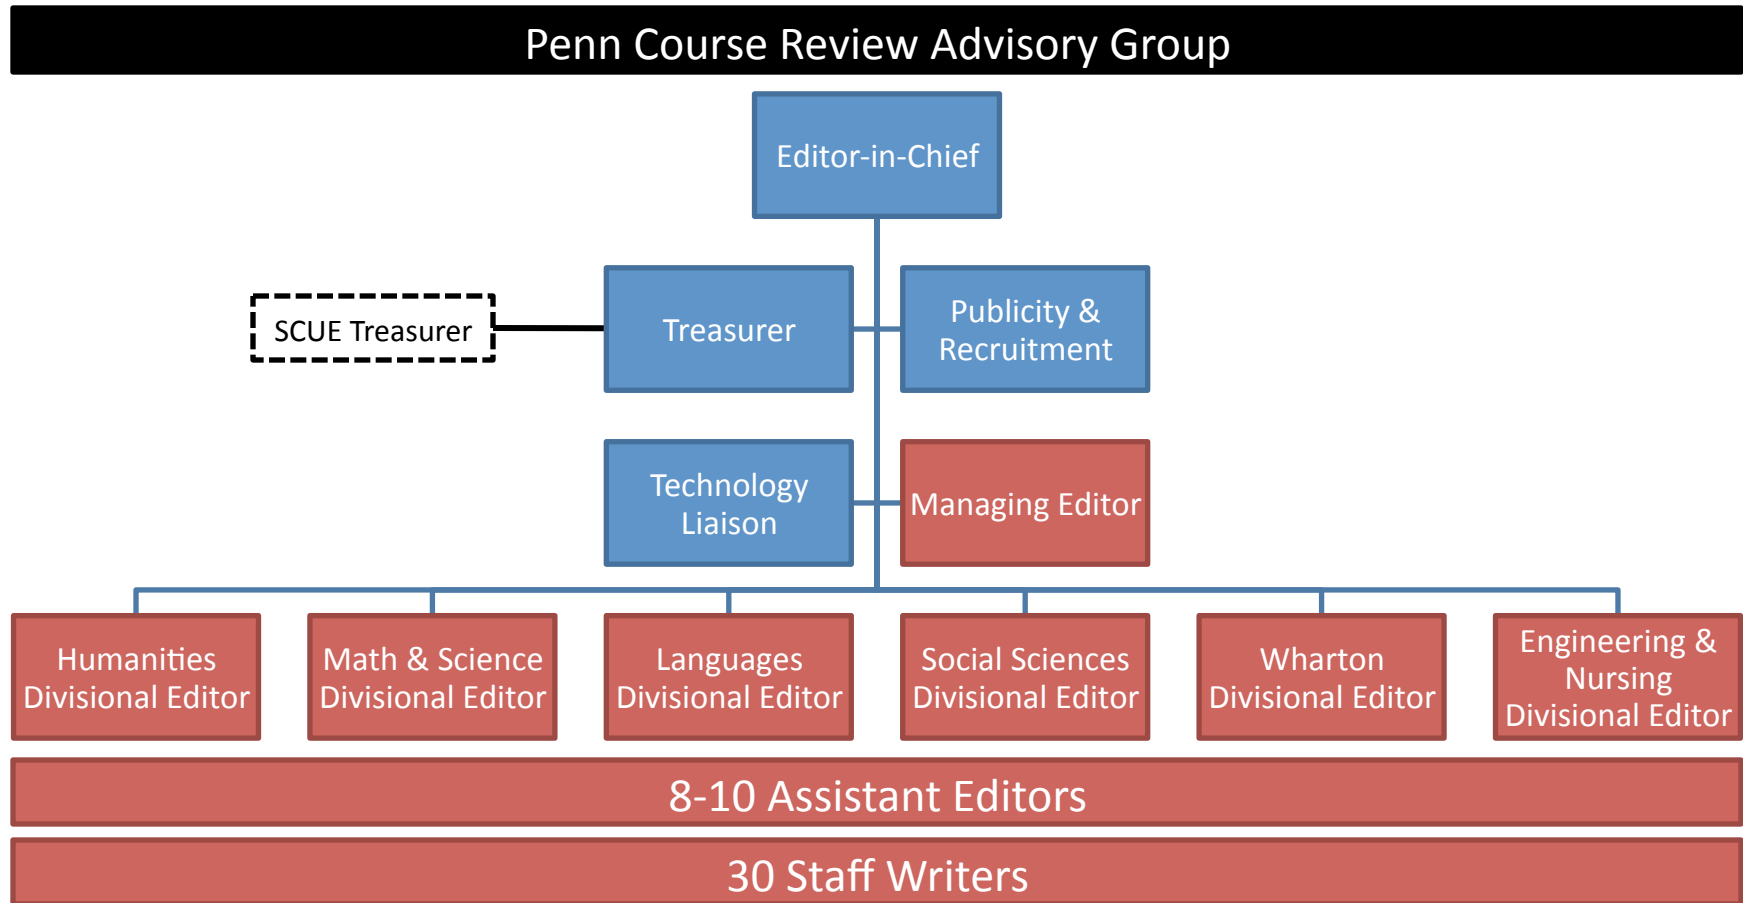 Penn Course Review Advisory Group
Editor-in-Chief
SCUE Treasurer
Treasurer
Publicity &
Recruitment
Technology
Liaison
Managing Editor
Humanities
Divisional Editor
Math & Science
Divisional Editor
Languages
Divisional Editor
Social Sciences
Divisional Editor
Wharton
Divisional Editor
Engineering &
Nursing
Divisional Editor
8-10 Assistant Editors
30 Staff Writers